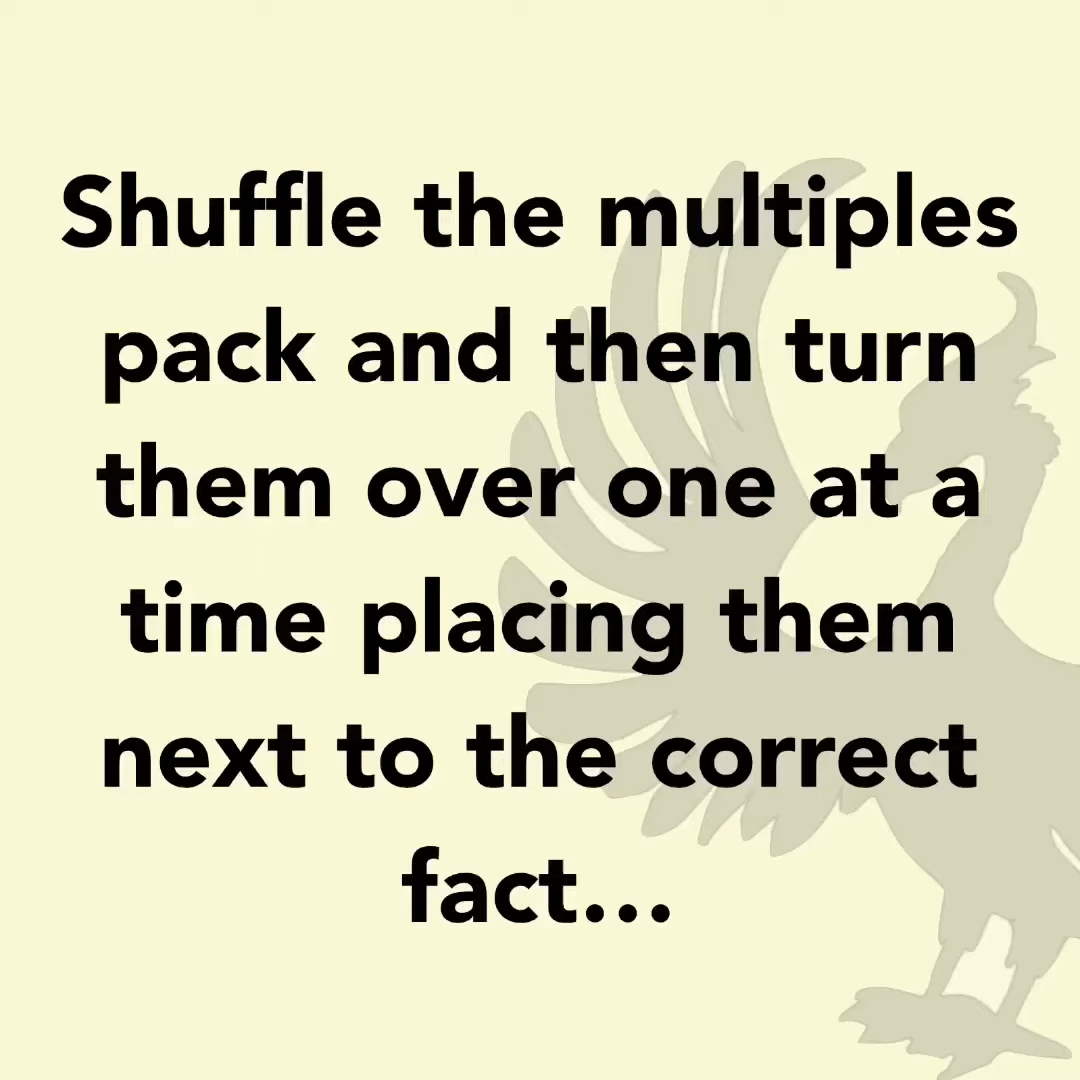 Shuffle the multiples
pack and then turn
them over one at a
time placing them
next to the correct
fact...